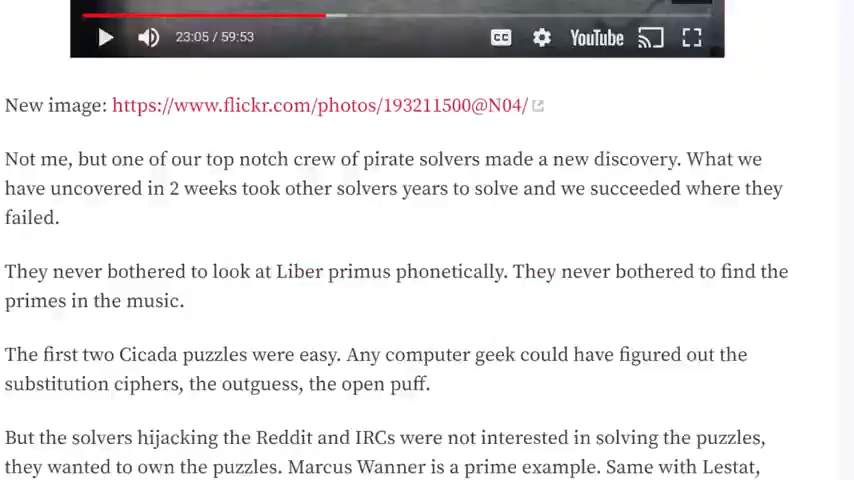 23:05 / 59:53
CC
YouTube
New image: https://www.flickr.com/photos/193211500@N04/
Not me, but one of our top notch crew of pirate solvers made a new discovery. What we
have uncovered in 2 weeks took other solvers years to solve and we succeeded where they
failed.
They never bothered to look at Liber primus phonetically. They never bothered to find the
primes in the music.
The first two Cicada puzzles were easy. Any computer geek could have figured out the
substitution ciphers, the outguess, the open puff.
But the solvers hijacking the Reddit and IRCs were not interested in solving the puzzles,
they wanted to own the puzzles. Marcus Wanner is a prime example. Same with Lestat,